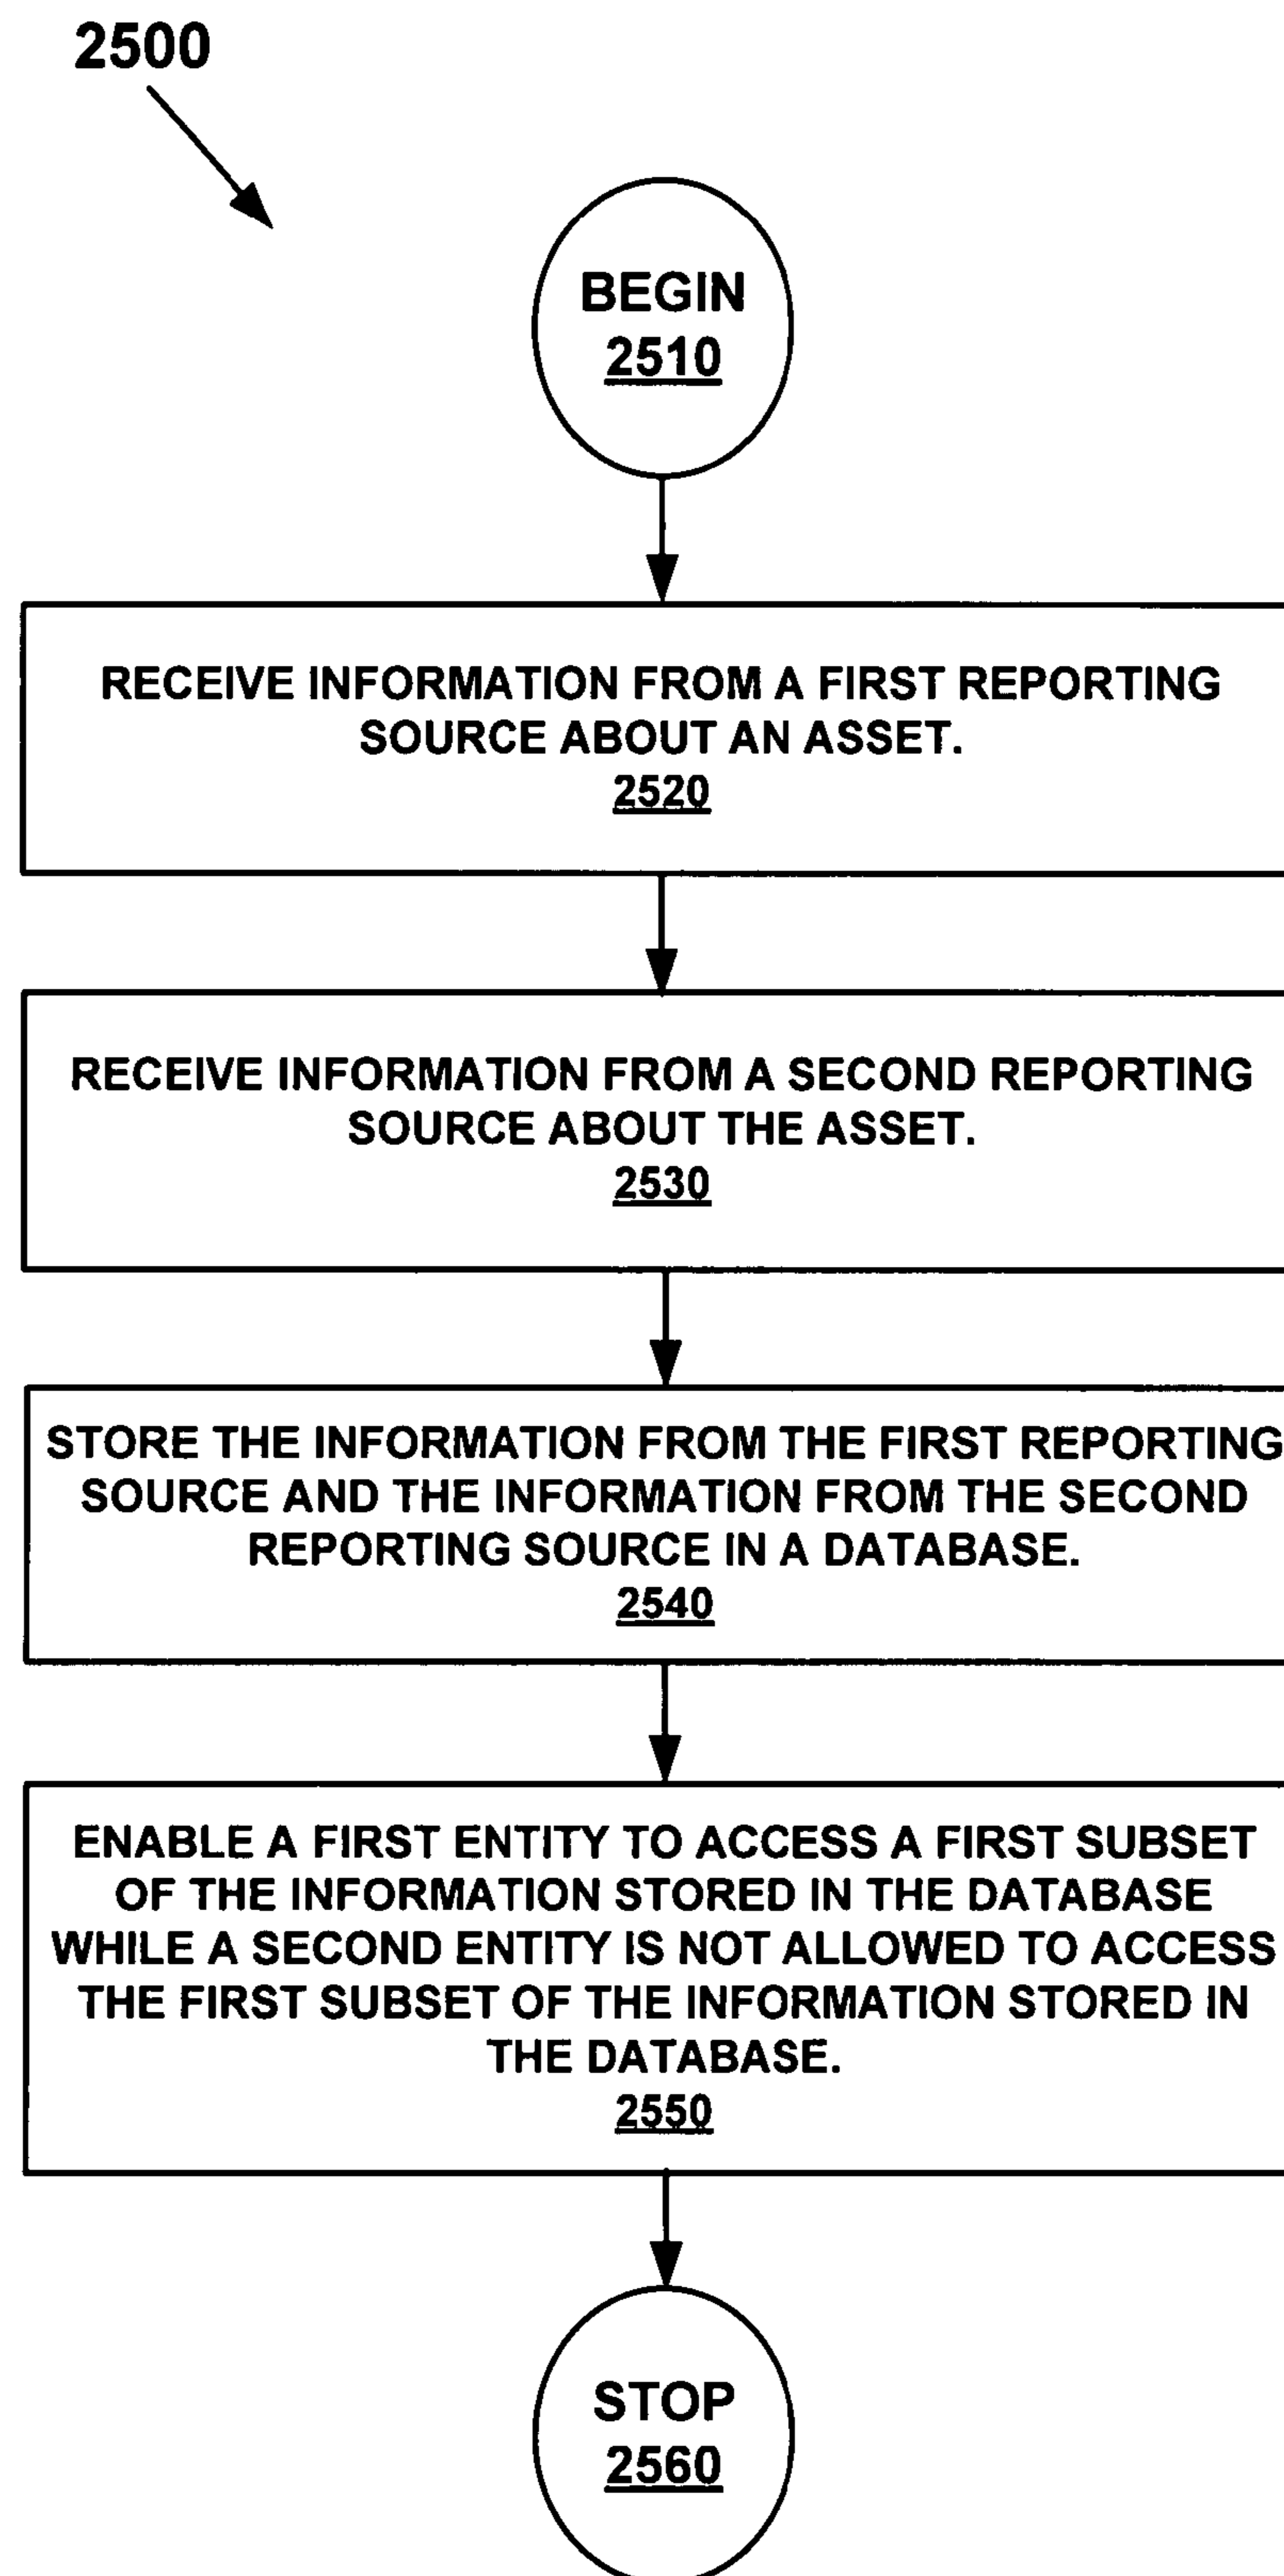 2500
BEGIN
2510
RECEIVE INFORMATION FROM A FIRST REPORTING
SOURCE ABOUT AN ASSET.
2520
RECEIVE INFORMATION FROM A SECOND REPORTING
SOURCE ABOUT THE ASSET.
2530
STORE THE INFORMATION FROM THE FIRST REPORTING
SOURCE AND THE INFORMATION FROM THE SECOND
REPORTING SOURCE IN A DATABASE.
2540
ENABLE A FIRST ENTITY TO ACCESS A FIRST SUBSET
OF THE INFORMATION STORED IN THE DATABASE
WHILE A SECOND ENTITY IS NOT ALLOWED TO ACCESS
THE FIRST SUBSET OF THE INFORMATION STORED IN
THE DATABASE.
2550
STOP
2560